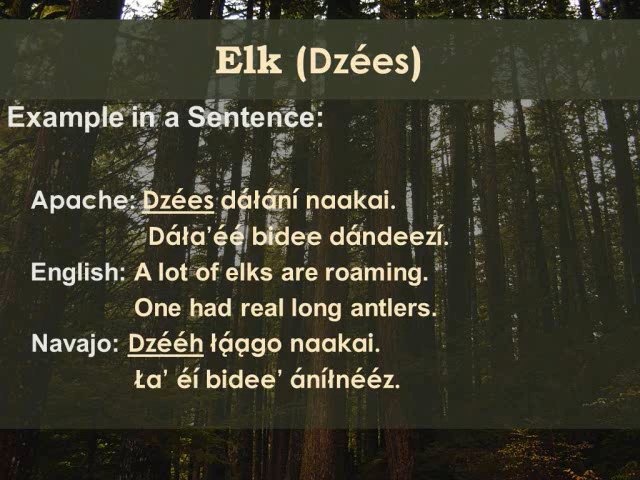 Elk (Dzées)
Example in a Sentence:
Apache: Dzées dáłání naakai.
Dáła’éé bidee dándeezí.
English: A lot of elks are roaming.
One had real long antlers.
Navajo: Dzééh łą́ągo naakai.
Ła’ éí bidee’ áníłnééz.